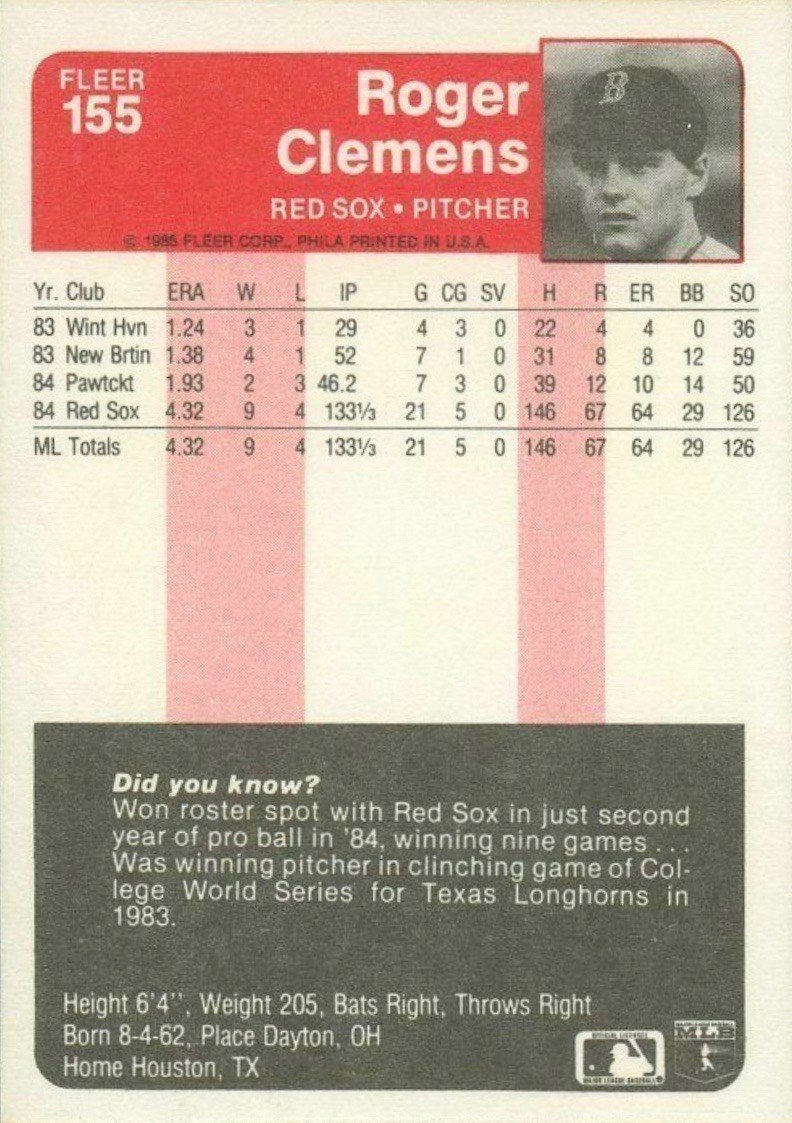 FLEER
155
Roger
Clemens
RED SOX • PITCHER
© 1985 FLEER CORP., PHILA PRINTED IN U.S.A.
Yr. Club ERA W L IP G CG SV H R ER BB SO
83 Wint Hvn 1.24 3 1 29 4 3 0 22 4 4 0 36
83 New Brtin 1.38 4 1 52 7 1 0 31 8 8 12 59
84 Pawtckt 1.93 2 3 46.2 7 3 0 39 12 10 14 50
84 Red Sox 4.32 9 4 133⅓ 21 5 0 146 67 64 29 126
ML Totals 4.32 9 4 133⅓ 21 5 0 146 67 64 29 126
Did you know?
Won roster spot with Red Sox in just second
year of pro ball in '84, winning nine games . . .
Was winning pitcher in clinching game of Col-
lege World Series for Texas Longhorns in
1983.
Height 6'4'', Weight 205, Bats Right, Throws Right
Born 8-4-62, Place Dayton, OH
Home Houston, TX
OFFICIAL LICENSEE
MAJOR LEAGUE BASEBALL
MLB
B